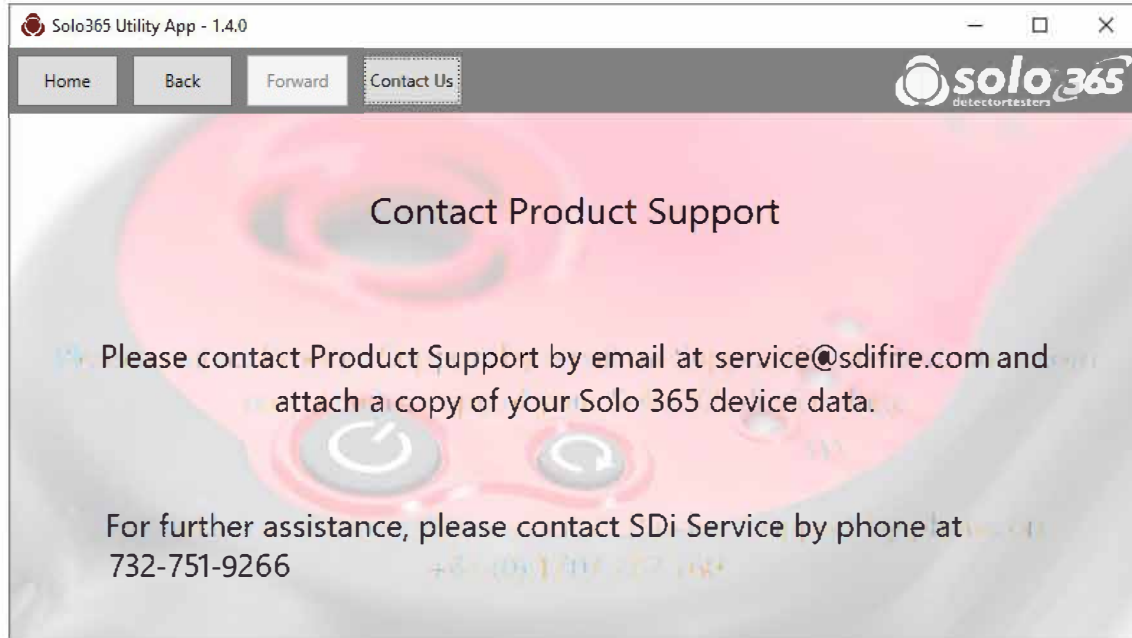 Solo365 Utility App - 1.4.0
Home Back Forward Contact Us
solo 365
detectortesters
Contact Product Support
Please contact Product Support by email at service@sdifire.com and
attach a copy of your Solo 365 device data.
For further assistance, please contact SDi Service by phone at
732-751-9266